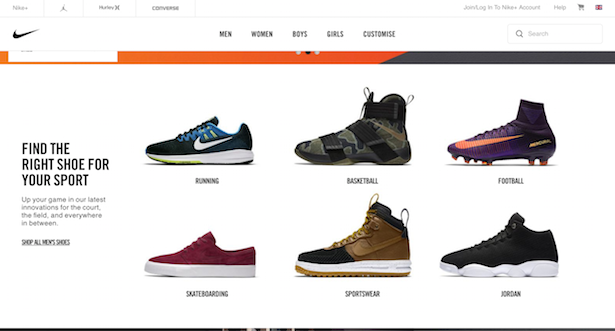 Nike+
Hurley
CONVERSE
Join/Log In To Nike+ Account
Help
MEN
WOMEN
BOYS
GIRLS
CUSTOMISE
Search
FIND THE
RIGHT SHOE FOR
YOUR SPORT
Up your game in our latest
innovations for the court,
the field, and everywhere
in between.
SHOP ALL MEN'S SHOES
RUNNING
BASKETBALL
FOOTBALL
MERCURIAL
SKATEBOARDING
SPORTSWEAR
JORDAN